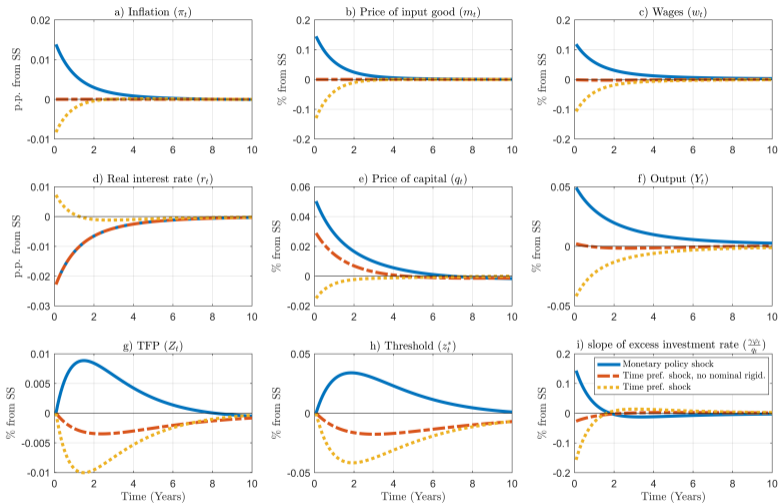 a) Inflation (πt)
b) Price of input good (mt)
c) Wages (wt)
p.p. from SS
0.02
0.01
0
-0.01
0 2 4 6 8 10
% from SS
0.2
0.1
0
-0.1
-0.2
0 2 4 6 8 10
% from SS
0.2
0.1
0
-0.1
-0.2
0 2 4 6 8 10
d) Real interest rate (rt)
e) Price of capital (qt)
f) Output (Yt)
p.p. from SS
0.01
0
-0.01
-0.02
-0.03
0 2 4 6 8 10
% from SS
0.06
0.04
0.02
0
-0.02
0 2 4 6 8 10
% from SS
0.05
0
-0.05
0 2 4 6 8 10
g) TFP (Zt)
h) Threshold (z*t)
i) slope of excess investment rate (γφ̃t/qt)
% from SS
0.01
0.005
0
-0.005
-0.01
0 2 4 6 8 10
Time (Years)
% from SS
0.05
0
-0.05
0 2 4 6 8 10
Time (Years)
% from SS
0.2
0.1
0
-0.1
-0.2
0 2 4 6 8 10
Time (Years)
Monetary policy shock
Time pref. shock, no nominal rigid.
Time pref. shock